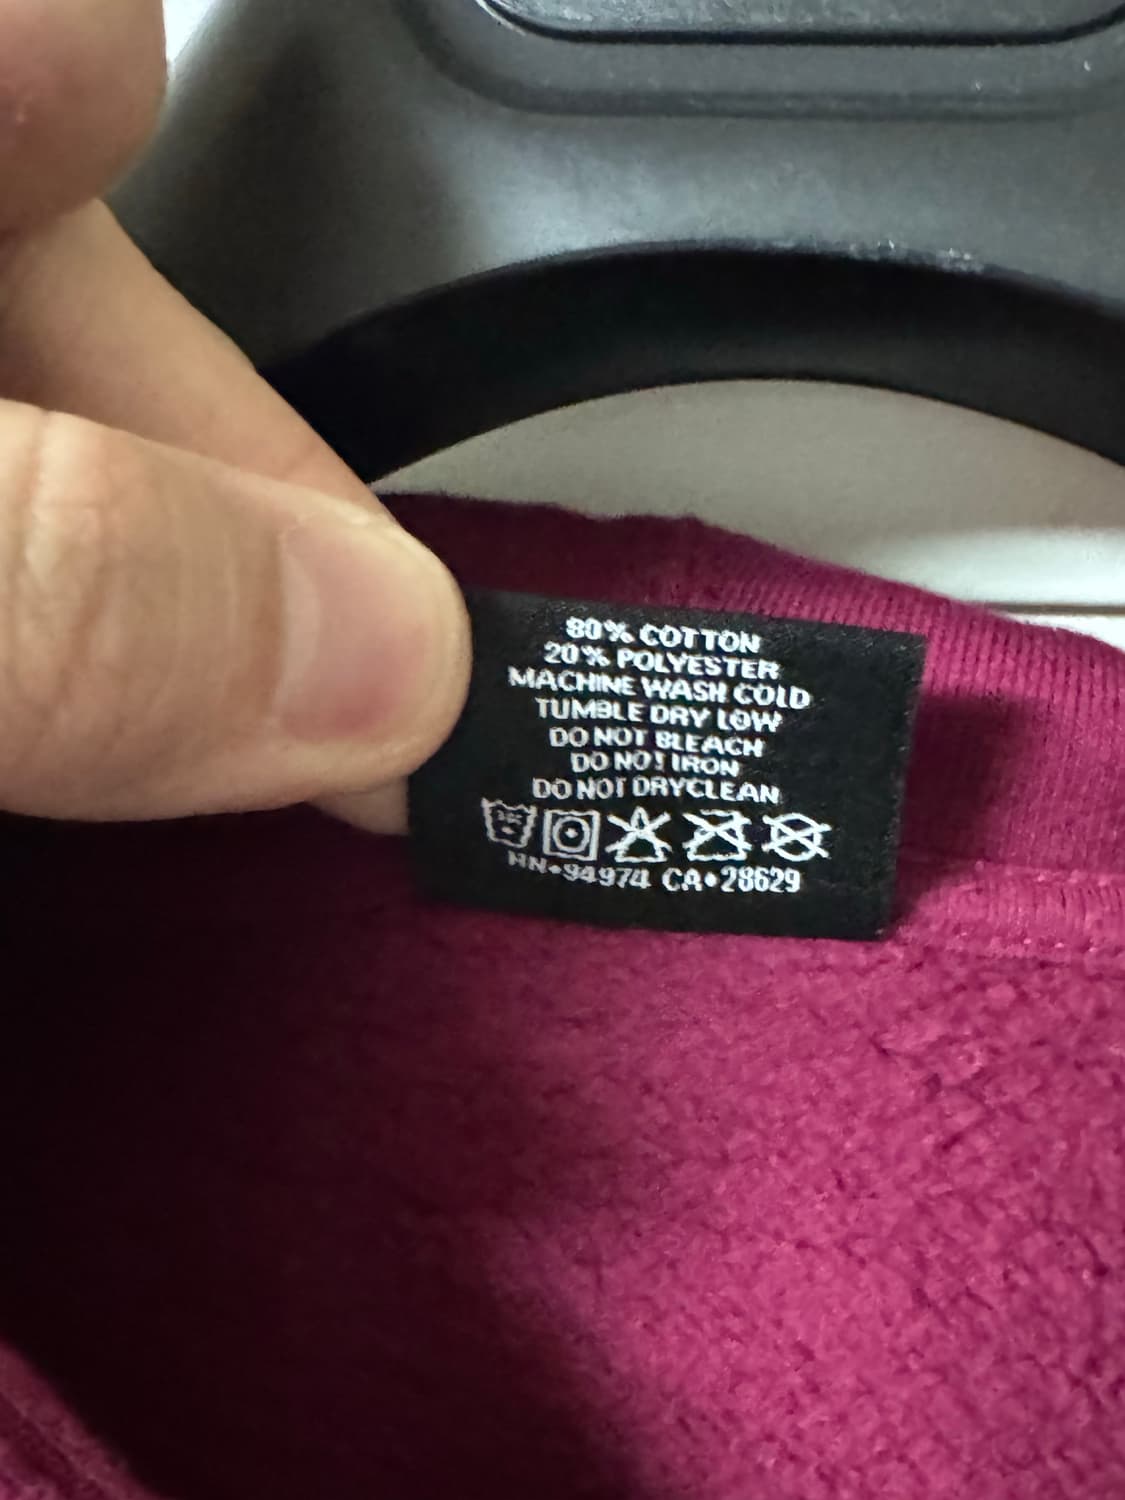 80% COTTON
20% POLYESTER
MACHINE WASH COLD
TUMBLE DRY LOW
DO NOT BLEACH
DO NOT IRON
DO NOT DRYCLEAN
94974 CA•28629